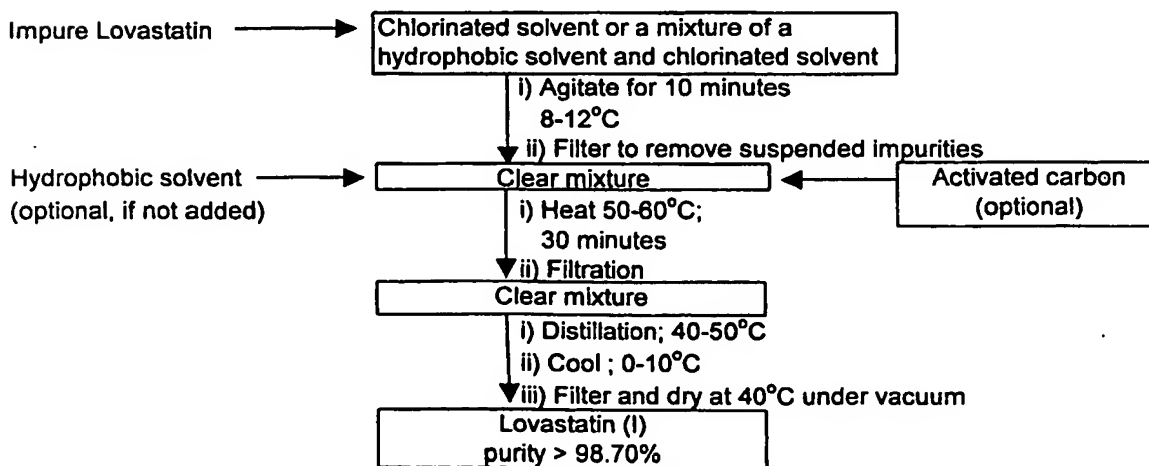 Impure Lovastatin
Chlorinated solvent or a mixture of a
hydrophobic solvent and chlorinated solvent
i) Agitate for 10 minutes
8-12°C
ii) Filter to remove suspended impurities
Hydrophobic solvent
(optional, if not added)
Clear mixture
Activated carbon
(optional)
i) Heat 50-60°C;
30 minutes
ii) Filtration
Clear mixture
i) Distillation; 40-50°C
ii) Cool ; 0-10°C
iii) Filter and dry at 40°C under vacuum
Lovastatin (I)
purity > 98.70%